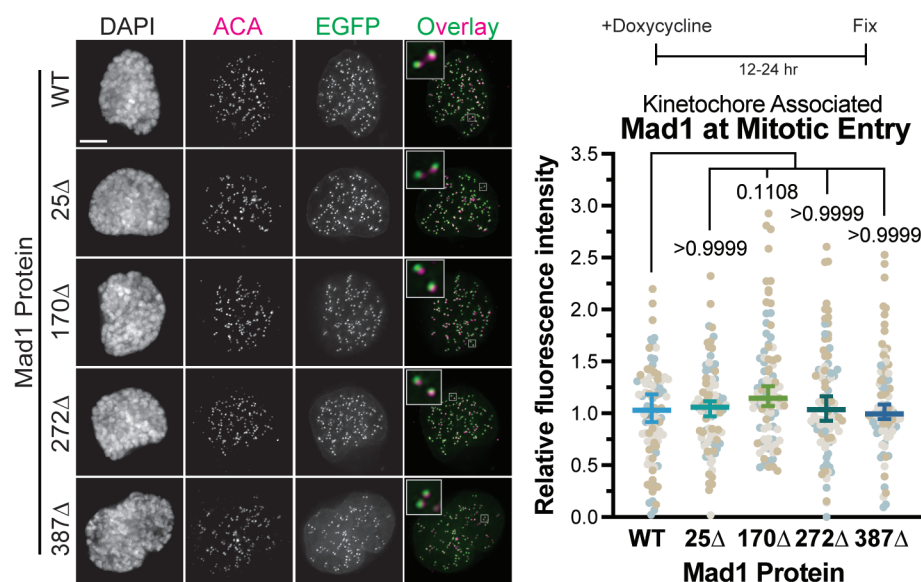 DAPI ACA EGFP Overlay
Mad1 Protein
WT
25Δ
170Δ
272Δ
387Δ
+Doxycycline Fix
12-24 hr
Kinetochore Associated
Mad1 at Mitotic Entry
Relative fluorescence intensity
3.5
3.0
2.5
2.0
1.5
1.0
0.5
0.0
>0.9999
0.1108
>0.9999
>0.9999
WT 25Δ 170Δ 272Δ 387Δ
Mad1 Protein